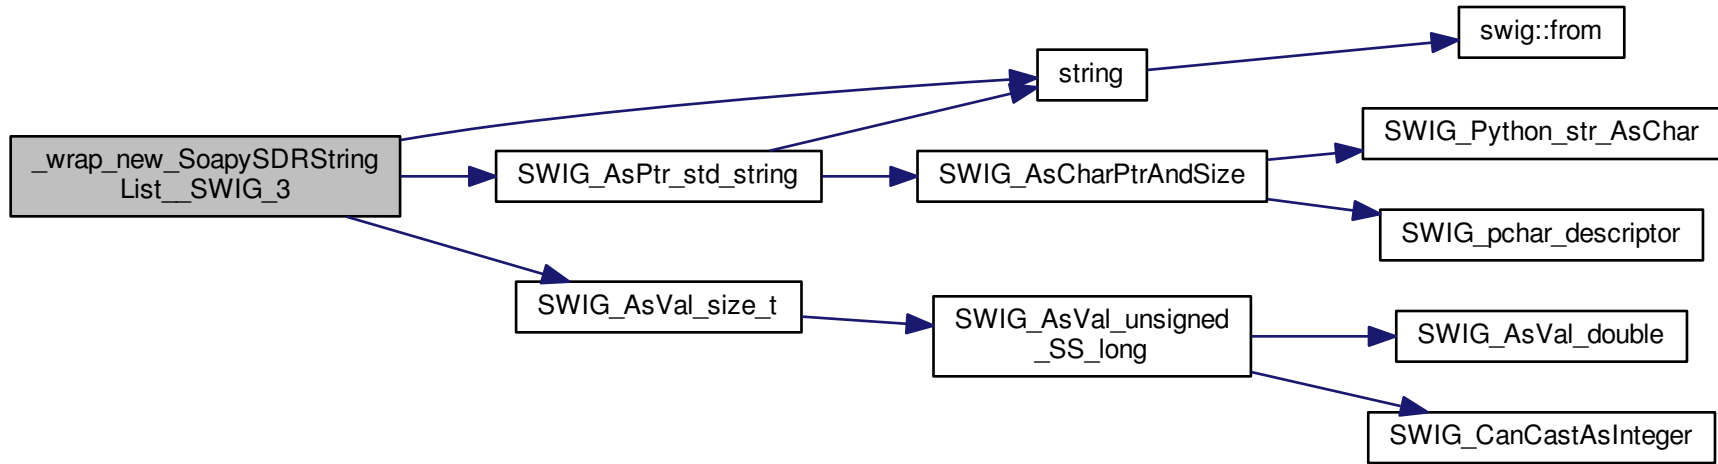 swig::from
string
SWIG_Python_str_AsChar
_wrap_new_SoapySDRString
List__SWIG_3
SWIG_AsPtr_std_string
SWIG_AsCharPtrAndSize
SWIG_pchar_descriptor
SWIG_AsVal_size_t
SWIG_AsVal_unsigned
_SS_long
SWIG_AsVal_double
SWIG_CanCastAsInteger